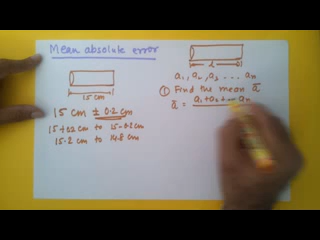 Mean absolute error
15 cm
15 cm ± 0.2 cm
15+0.2 cm to 15-0.2 cm
15.2 cm to 14.8 cm
l
a₁, a₂, a₃ ... aₙ
① Find the mean a̅
a̅ = a₁+a₂+ ... aₙ